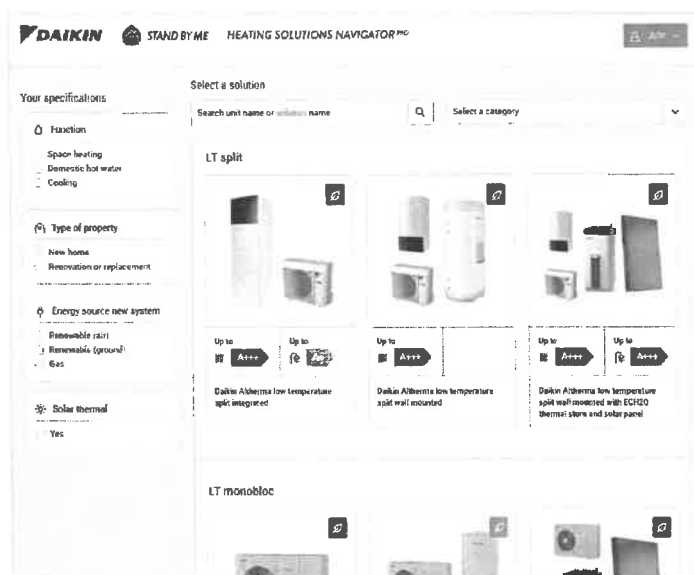 DAIKIN
STAND BY ME
HEATING SOLUTIONS NAVIGATOR PRO
Your specifications
Function
Space heating
Domestic hot water
Cooling
Type of property
New home
Renovation or replacement
Energy source new system
Renewable (air)
Renewable (ground)
Gas
Solar thermal
Yes
Select a solution
Search unit name or solution name
Select a category
LT split
Up to
A+++
Up to
Daikin Altherma low temperature
split integrated
Up to
A+++
Daikin Altherma low temperature
split wall mounted
Up to
A+++
Up to
A+++
Daikin Altherma low temperature
split wall mounted with ECH2O
thermal store and solar panel
LT monobloc